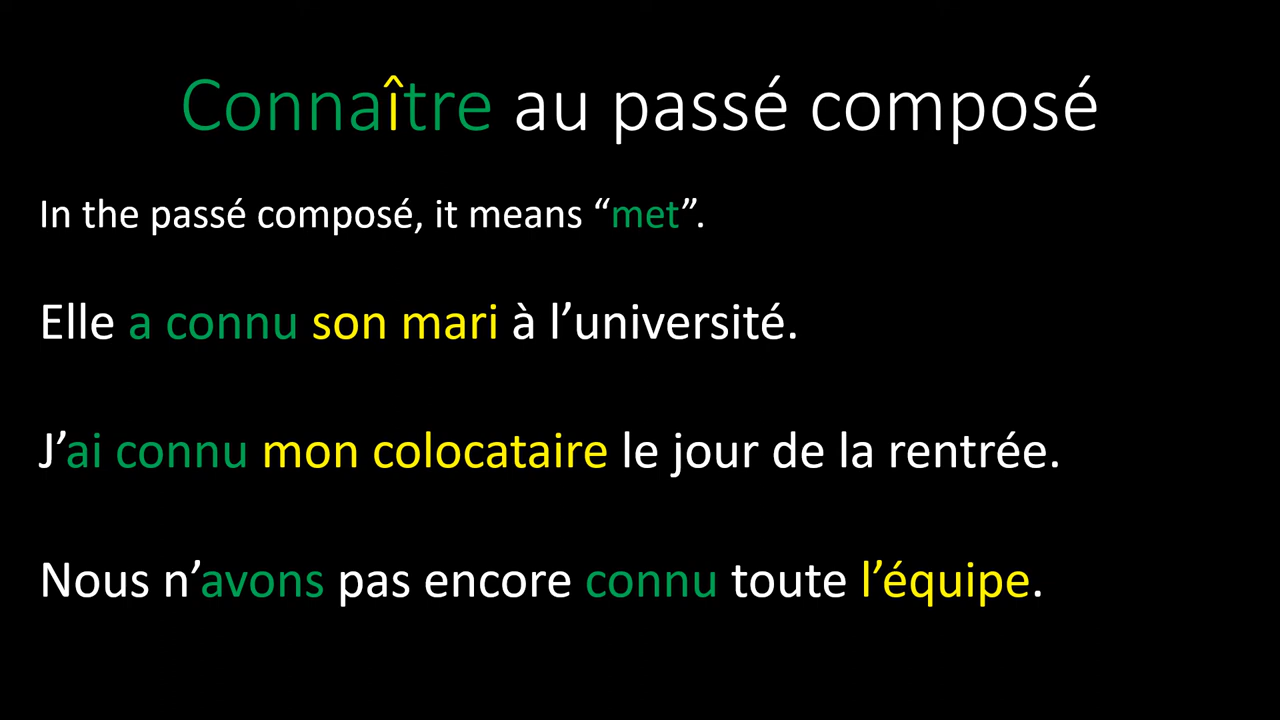 Connaître au passé composé
In the passé composé, it means “met”.
Elle a connu son mari à l’université.
J’ai connu mon colocataire le jour de la rentrée.
Nous n’avons pas encore connu toute l’équipe.